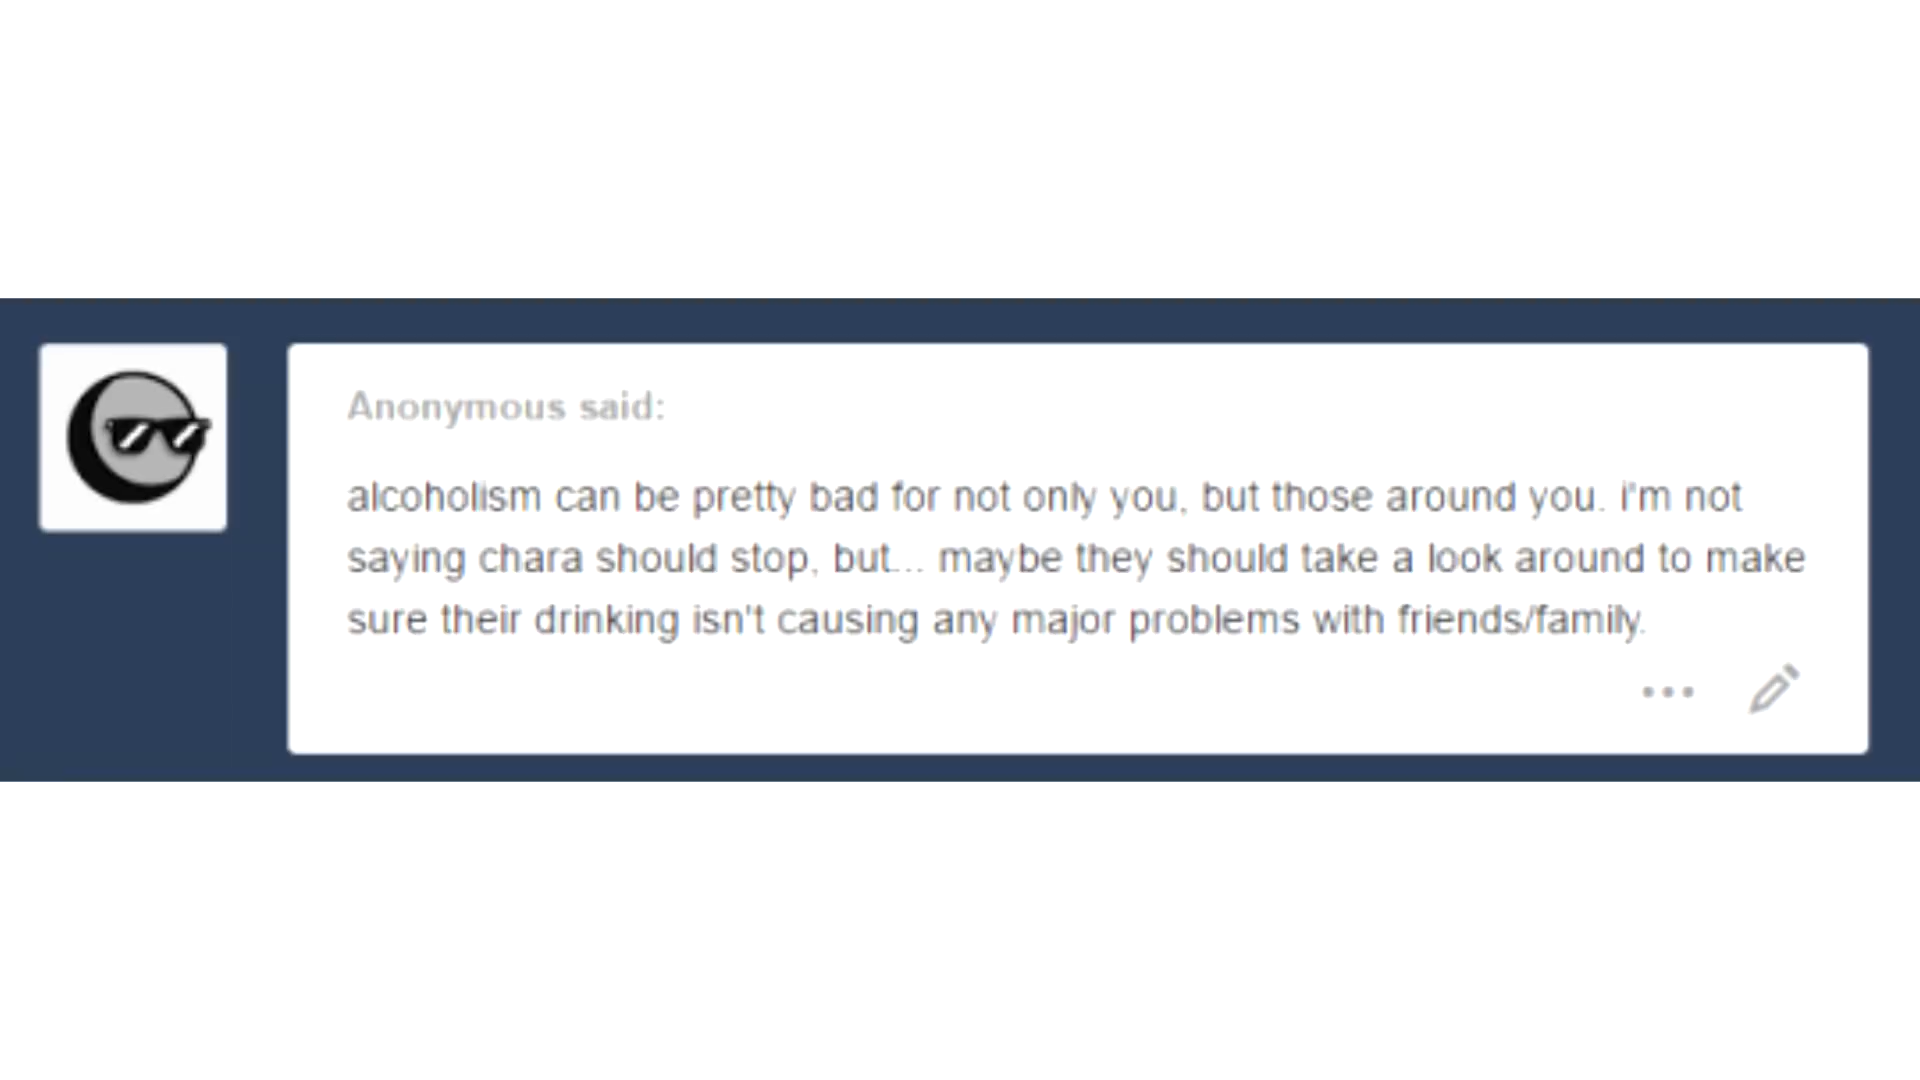 Anonymous said:
alcoholism can be pretty bad for not only you, but those around you. i'm not
saying chara should stop, but... maybe they should take a look around to make
sure their drinking isn't causing any major problems with friends/family.